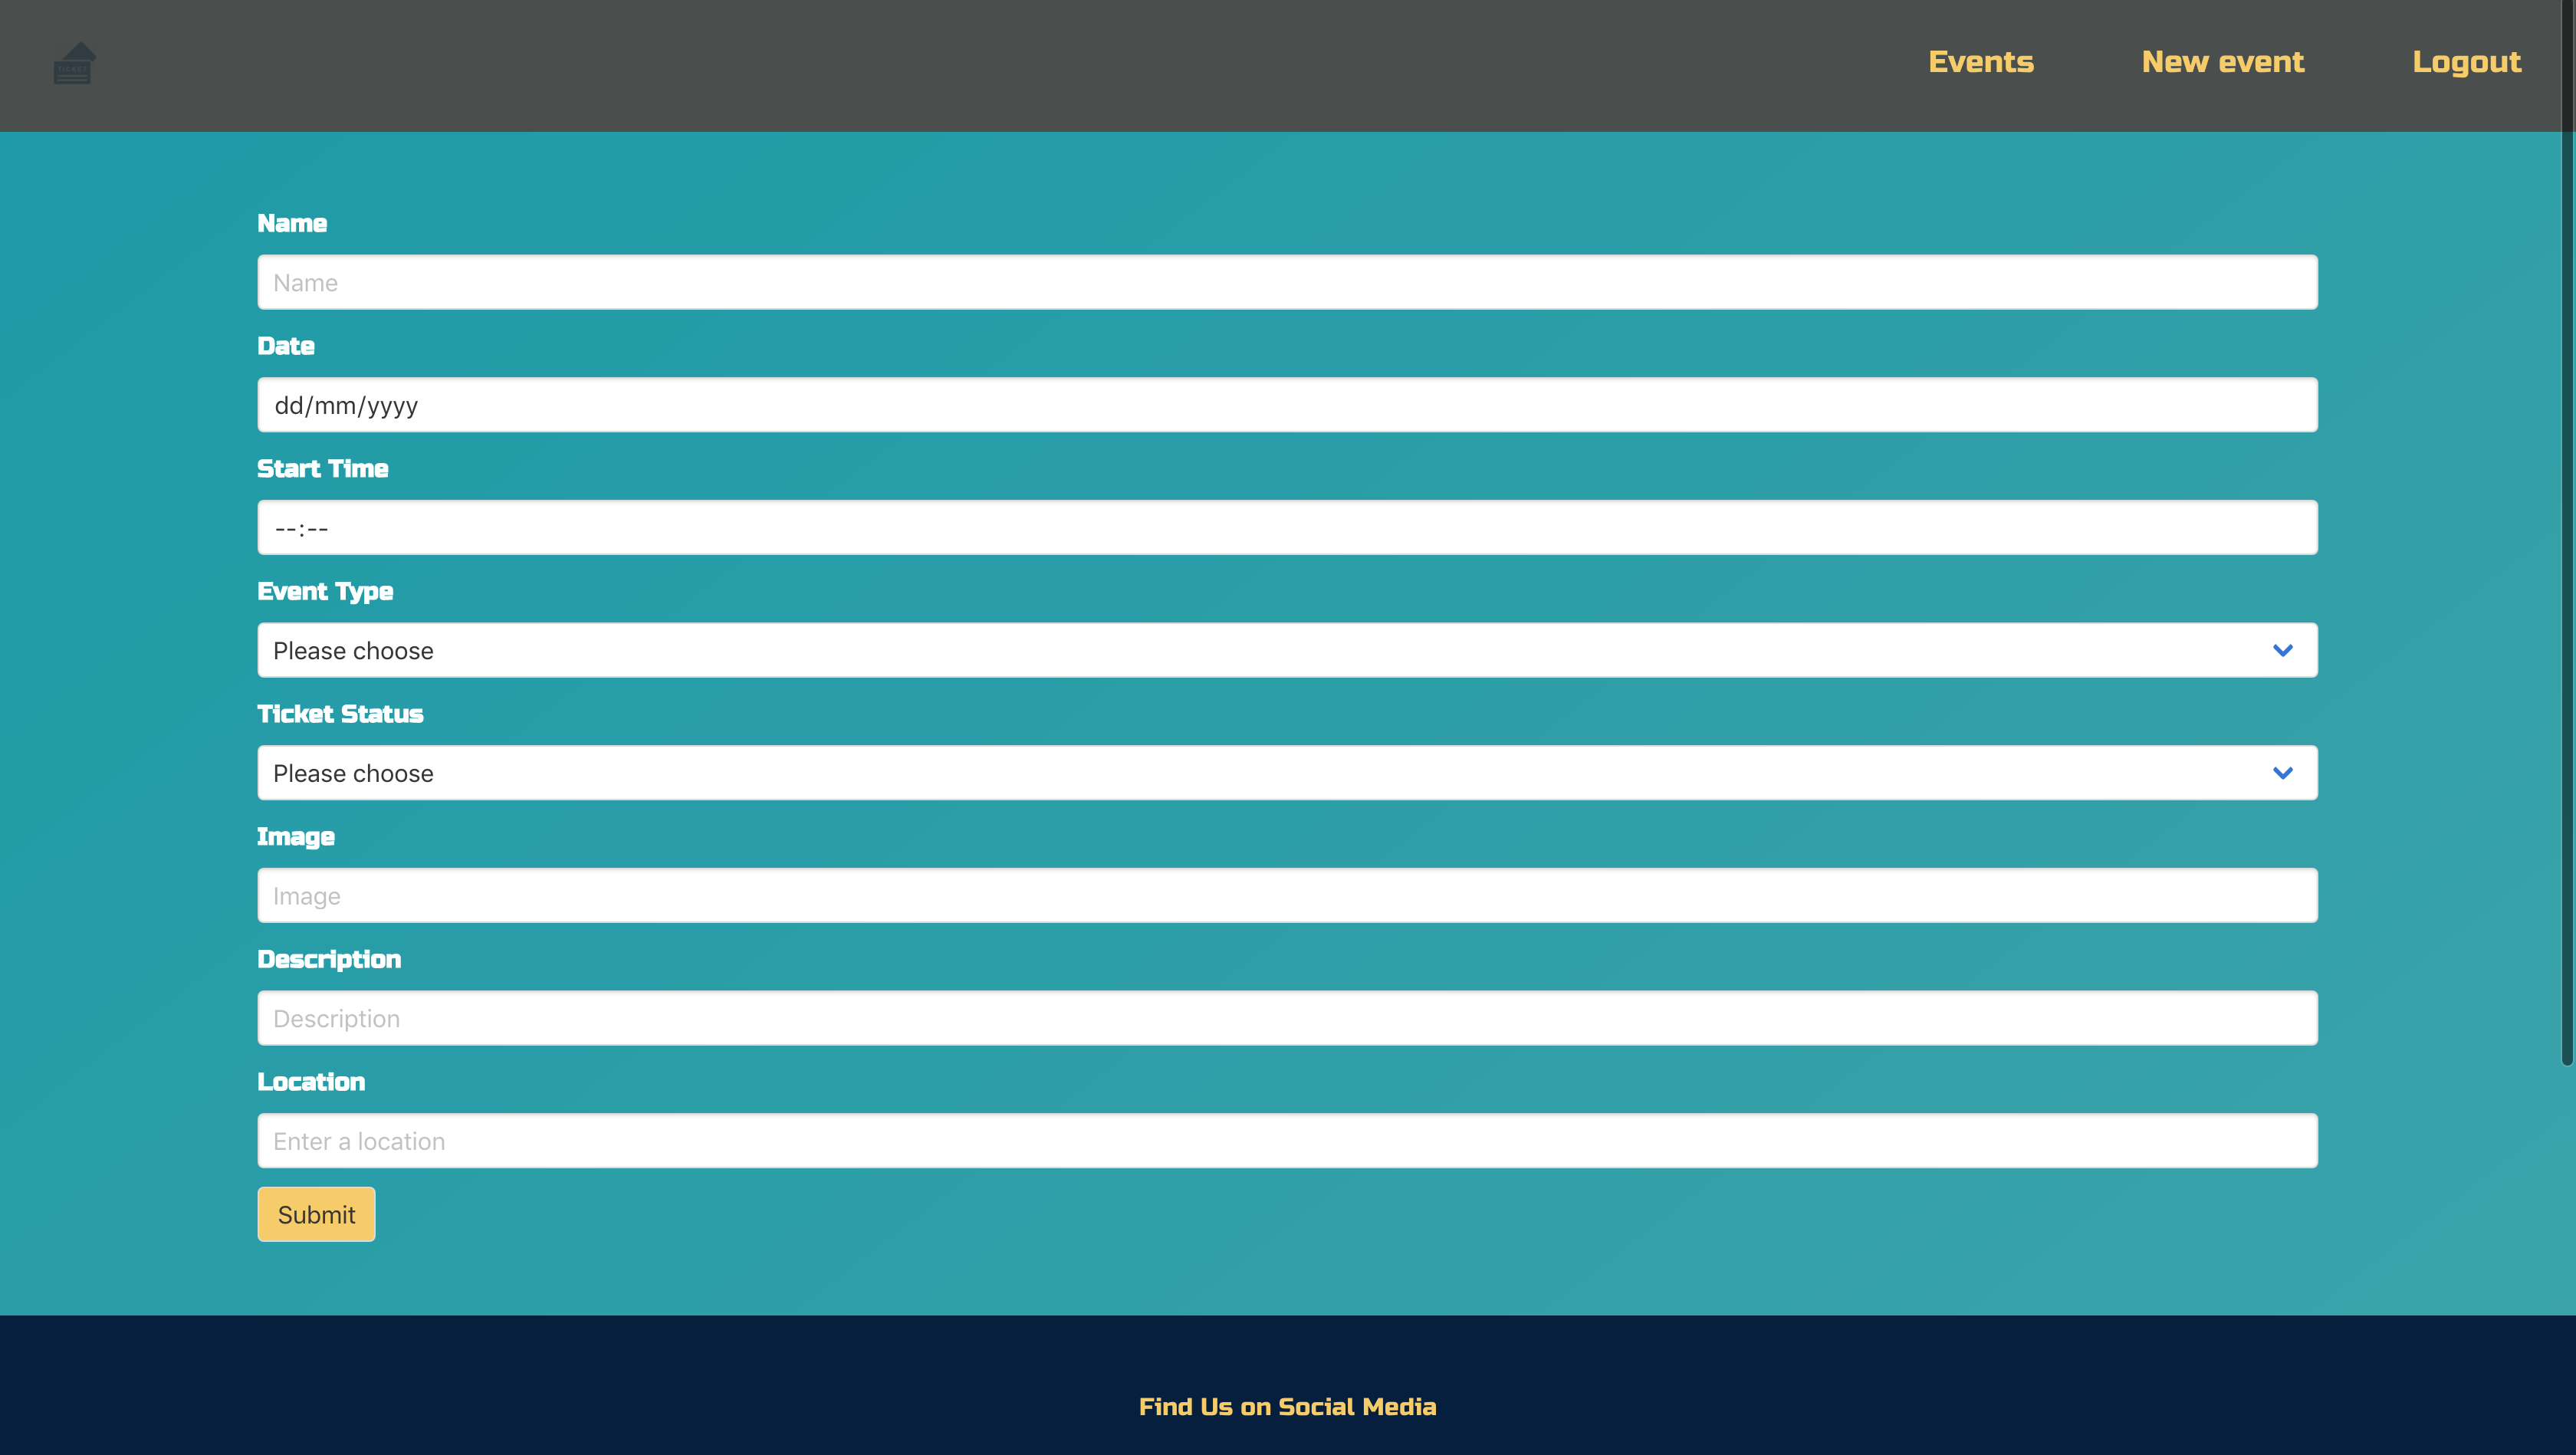 TICKET
Events New event Logout
Name
Name
Date
dd/mm/yyyy
Start Time
--:--
Event Type
Please choose
Ticket Status
Please choose
Image
Image
Description
Description
Location
Enter a location
Submit
Find Us on Social Media